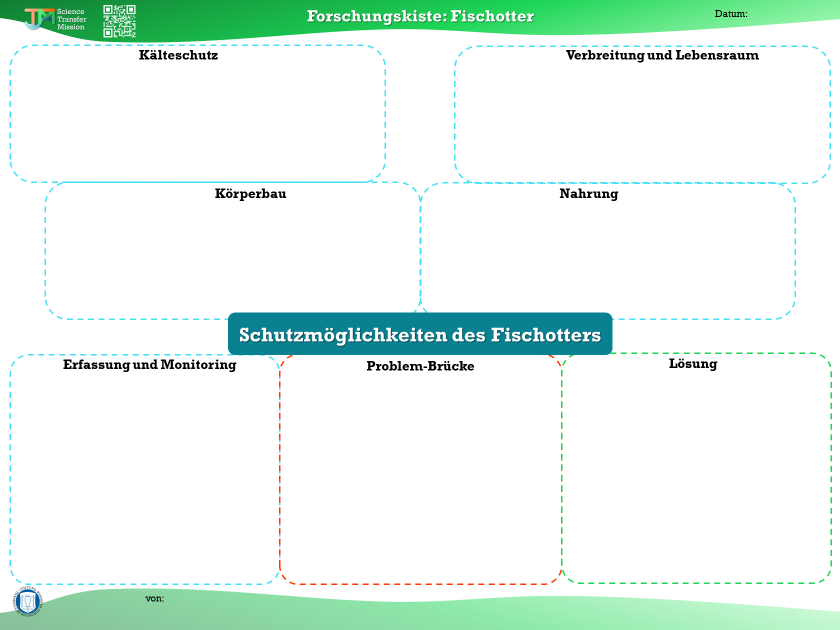 Science
Transfer
Mission
Forschungskiste: Fischotter
Datum:
Kälteschutz
Verbreitung und Lebensraum
Körperbau
Nahrung
Schutzmöglichkeiten des Fischotters
Erfassung und Monitoring
Problem-Brücke
Lösung
von: